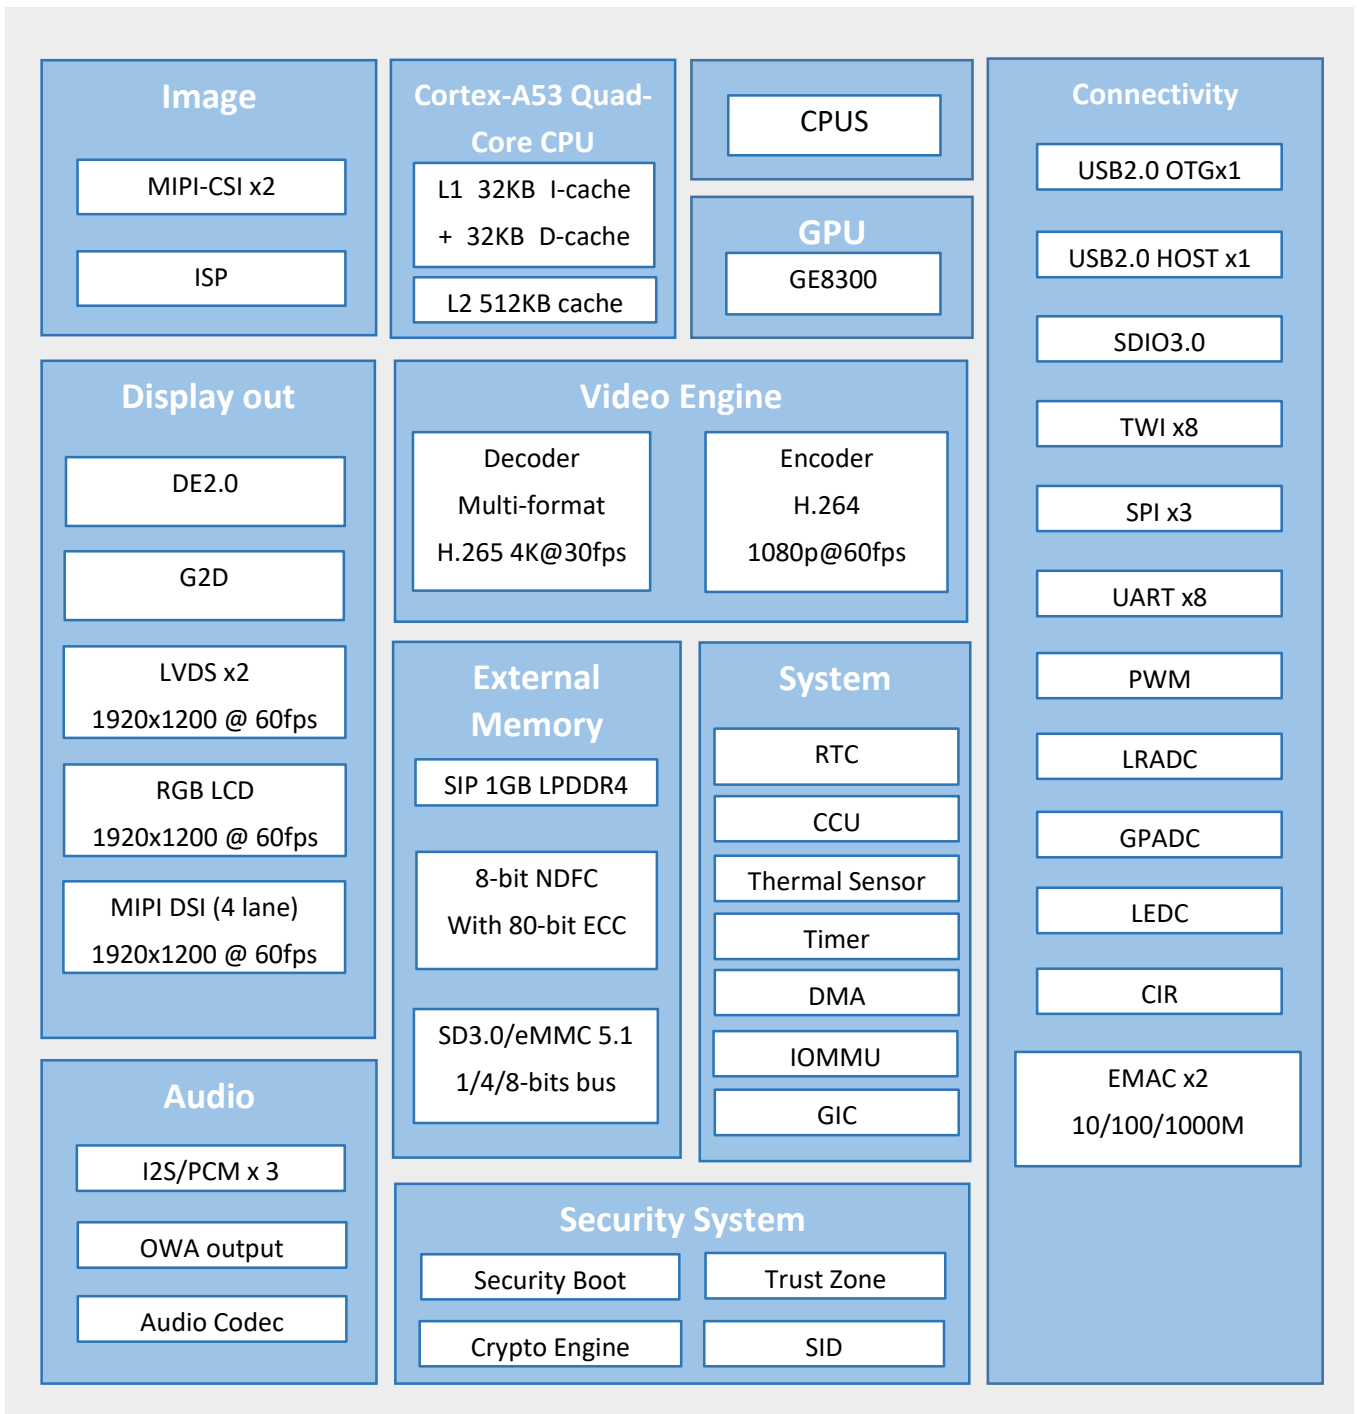 Image
MIPI-CSI x2
ISP
Cortex-A53 Quad-
Core CPU
L1 32KB I-cache
+ 32KB D-cache
L2 512KB cache
CPUS
GPU
GE8300
Connectivity
USB2.0 OTGx1
USB2.0 HOST x1
SDIO3.0
TWI x8
SPI x3
UART x8
PWM
LRADC
GPADC
LEDC
CIR
EMAC x2
10/100/1000M
Display out
DE2.0
G2D
LVDS x2
1920x1200 @ 60fps
RGB LCD
1920x1200 @ 60fps
MIPI DSI (4 lane)
1920x1200 @ 60fps
Video Engine
Decoder
Multi-format
H.265 4K@30fps
Encoder
H.264
1080p@60fps
External
Memory
SIP 1GB LPDDR4
8-bit NDFC
With 80-bit ECC
SD3.0/eMMC 5.1
1/4/8-bits bus
System
RTC
CCU
Thermal Sensor
Timer
DMA
IOMMU
GIC
Audio
I2S/PCM x 3
OWA output
Audio Codec
Security System
Security Boot
Trust Zone
Crypto Engine
SID